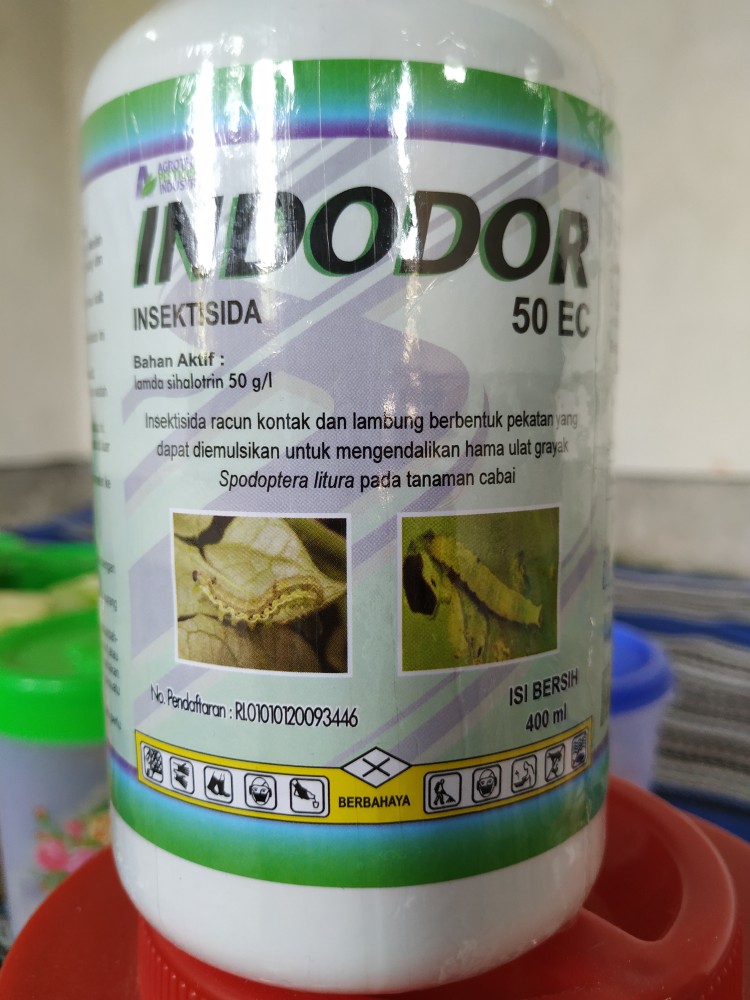 INDODOR
INSEKTISIDA
50 EC
Bahan Aktif :
lamda sihalotrin 50 g/l
Insektisida racun kontak dan lambung berbentuk pekatan yang
dapat diemulsikan untuk mengendalikan hama ulat grayak
Spodoptera litura pada tanaman cabai
No. Pendaftaran : RI.01010120093446
ISI BERSIH
400 ml
BERBAHAYA